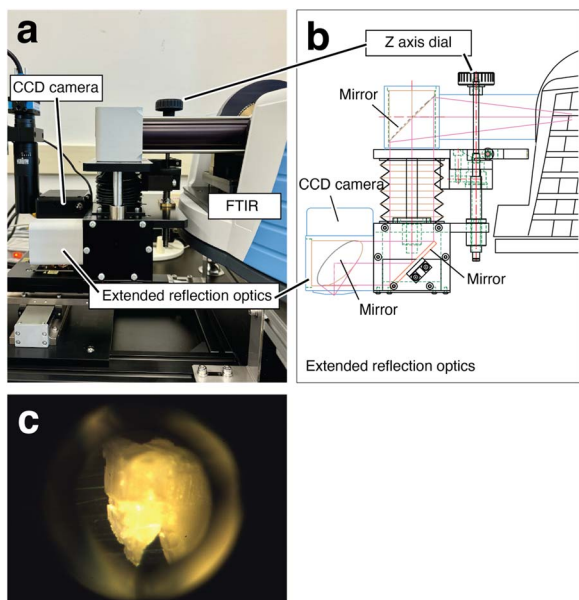 a
b
Z axis dial
CCD camera
Mirror
CCD camera
FTIR
Mirror
Extended reflection optics
Mirror
Extended reflection optics
c